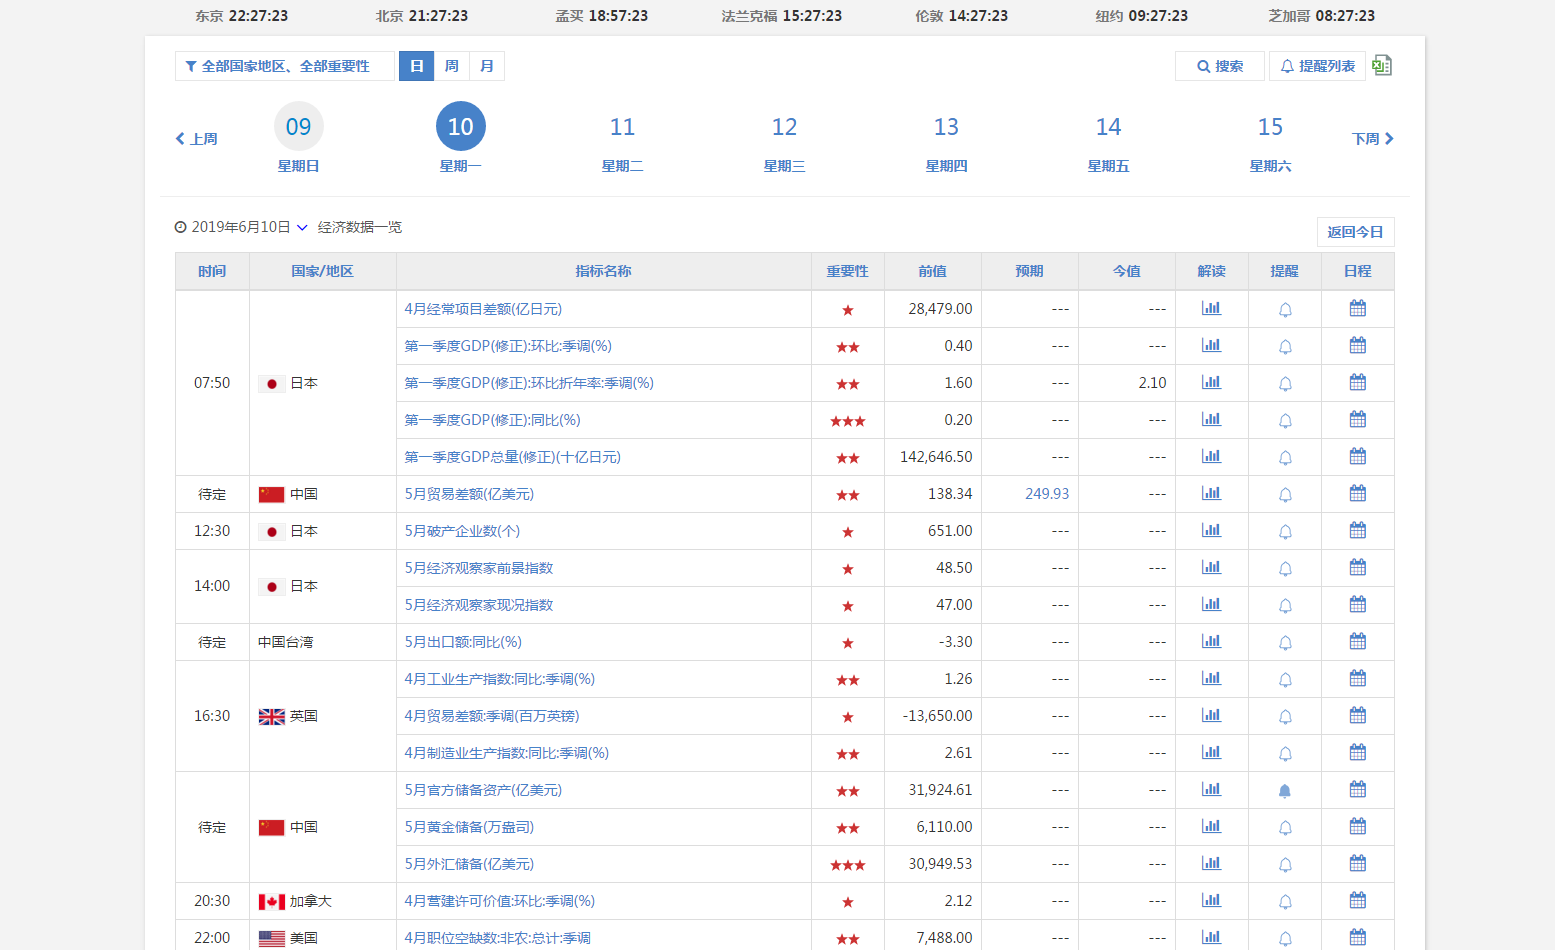 东京 22:27:23 北京 21:27:23 孟买 18:57:23 法兰克福 15:27:23 伦敦 14:27:23 纽约 09:27:23 芝加哥 08:27:23
全部国家地区、全部重要性 日 周 月 搜索 提醒列表
09 10 11 12 13 14 15
上周 下周
星期日 星期一 星期二 星期三 星期四 星期五 星期六
2019年6月10日 经济数据一览 返回今日
时间 国家/地区 指标名称 重要性 前值 预期 今值 解读 提醒 日程
4月经常项目差额(亿日元) ★ 28,479.00 --- ---
第一季度GDP(修正):环比:季调(%) ★★ 0.40 --- ---
07:50 日本 第一季度GDP(修正):环比折年率:季调(%) ★★ 1.60 --- 2.10
第一季度GDP(修正):同比(%) ★★★ 0.20 --- ---
第一季度GDP总量(修正)(十亿日元) ★★ 142,646.50 --- ---
待定 中国 5月贸易差额(亿美元) ★★ 138.34 249.93 ---
12:30 日本 5月破产企业数(个) ★ 651.00 --- ---
14:00 日本 5月经济观察家前景指数 ★ 48.50 --- ---
5月经济观察家现况指数 ★ 47.00 --- ---
待定 中国台湾 5月出口额:同比(%) ★ -3.30 --- ---
4月工业生产指数:同比:季调(%) ★★ 1.26 --- ---
16:30 英国 4月贸易差额:季调(百万英镑) ★ -13,650.00 --- ---
4月制造业生产指数:同比:季调(%) ★★ 2.61 --- ---
5月官方储备资产(亿美元) ★★ 31,924.61 --- ---
待定 中国 5月黄金储备(万盎司) ★★ 6,110.00 --- ---
5月外汇储备(亿美元) ★★★ 30,949.53 --- ---
20:30 加拿大 4月营建许可价值:环比:季调(%) ★ 2.12 --- ---
22:00 美国 4月职位空缺数:非农:总计:季调 ★★ 7,488.00 --- ---